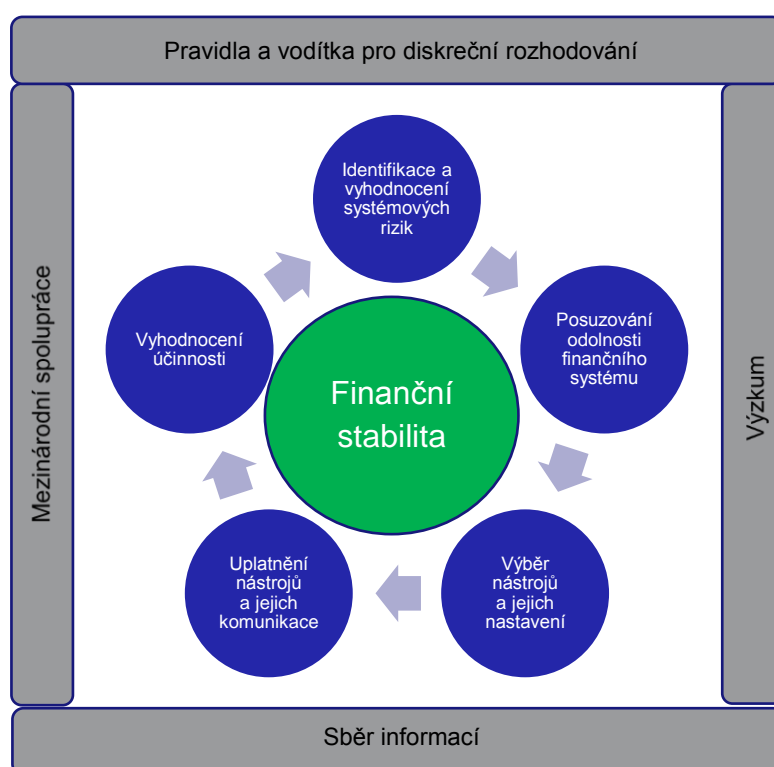 Pravidla a vodítka pro diskreční rozhodování
Mezinárodní spolupráce
Identifikace a
vyhodnocení
systémových
rizik
Posuzování
odolnosti
finančního
systému
Výběr
nástrojů
a jejich
nastavení
Uplatnění
nástrojů
a jejich
komunikace
Vyhodnocení
účinnosti
Finanční
stabilita
Výzkum
Sběr informací